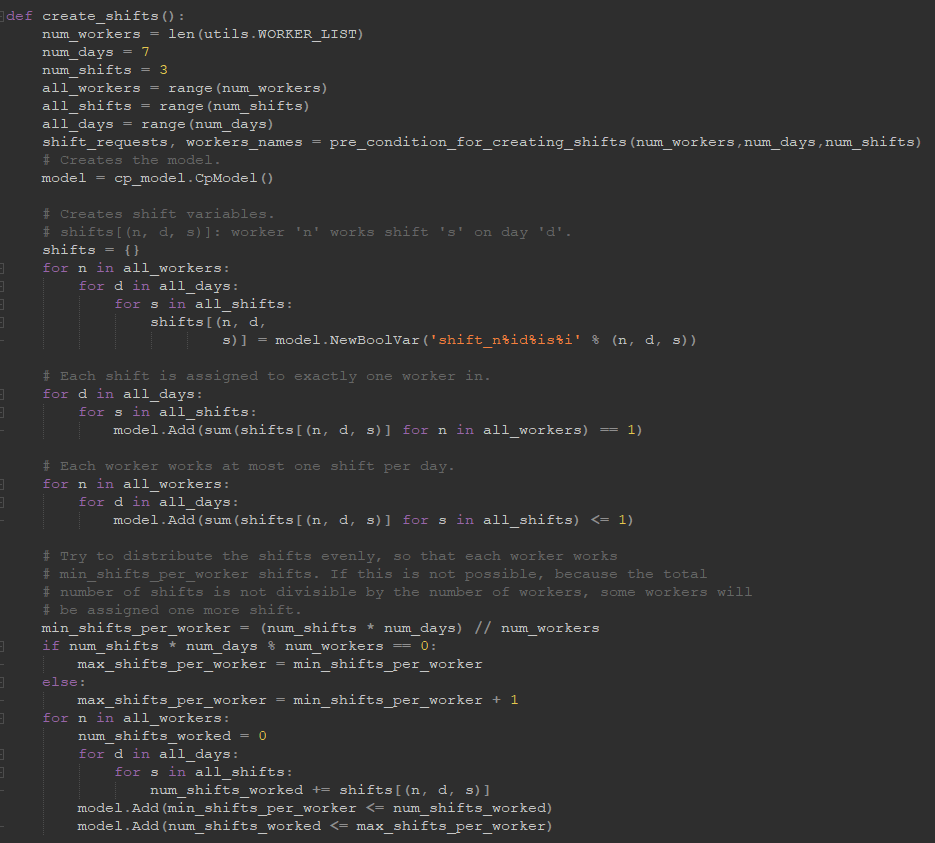 def create_shifts():
    num_workers = len(utils.WORKER_LIST)
    num_days = 7
    num_shifts = 3
    all_workers = range(num_workers)
    all_shifts = range(num_shifts)
    all_days = range(num_days)
    shift_requests, workers_names = pre_condition_for_creating_shifts(num_workers,num_days,num_shifts)
    # Creates the model.
    model = cp_model.CpModel()

    # Creates shift variables.
    # shifts[(n, d, s)]: worker 'n' works shift 's' on day 'd'.
    shifts = {}
    for n in all_workers:
        for d in all_days:
            for s in all_shifts:
                shifts[(n, d,
                        s)] = model.NewBoolVar('shift_n%id%is%i' % (n, d, s))

    # Each shift is assigned to exactly one worker in.
    for d in all_days:
        for s in all_shifts:
            model.Add(sum(shifts[(n, d, s)] for n in all_workers) == 1)

    # Each worker works at most one shift per day.
    for n in all_workers:
        for d in all_days:
            model.Add(sum(shifts[(n, d, s)] for s in all_shifts) <= 1)

    # Try to distribute the shifts evenly, so that each worker works
    # min_shifts_per_worker shifts. If this is not possible, because the total
    # number of shifts is not divisible by the number of workers, some workers will
    # be assigned one more shift.
    min_shifts_per_worker = (num_shifts * num_days) // num_workers
    if num_shifts * num_days % num_workers == 0:
        max_shifts_per_worker = min_shifts_per_worker
    else:
        max_shifts_per_worker = min_shifts_per_worker + 1
    for n in all_workers:
        num_shifts_worked = 0
        for d in all_days:
            for s in all_shifts:
                num_shifts_worked += shifts[(n, d, s)]
        model.Add(min_shifts_per_worker <= num_shifts_worked)
        model.Add(num_shifts_worked <= max_shifts_per_worker)